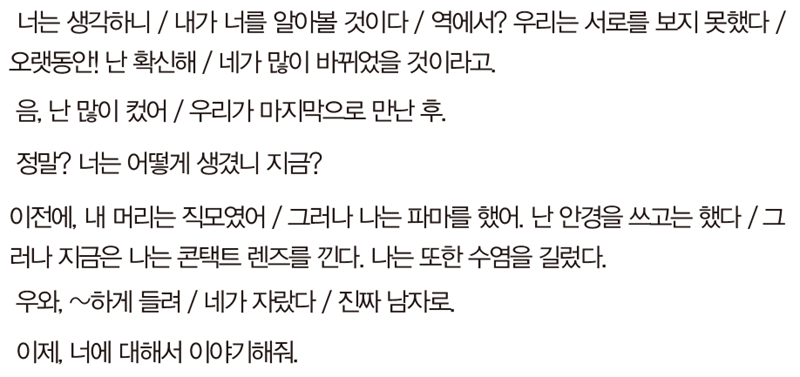 너는 생각하니 / 내가 너를 알아볼 것이다 / 역에서? 우리는 서로를 보지 못했다 /
오랫동안! 난 확신해 / 네가 많이 바뀌었을 것이라고.
음, 난 많이 컸어 / 우리가 마지막으로 만난 후.
정말? 너는 어떻게 생겼니 지금?
이전에, 내 머리는 직모였어 / 그러나 나는 파마를 했어. 난 안경을 쓰고는 했다 / 그
러나 지금은 나는 콘택트 렌즈를 낀다. 나는 또한 수염을 길렀다.
우와, ～하게 들려 / 네가 자랐다 / 진짜 남자로.
이제, 너에 대해서 이야기해줘.